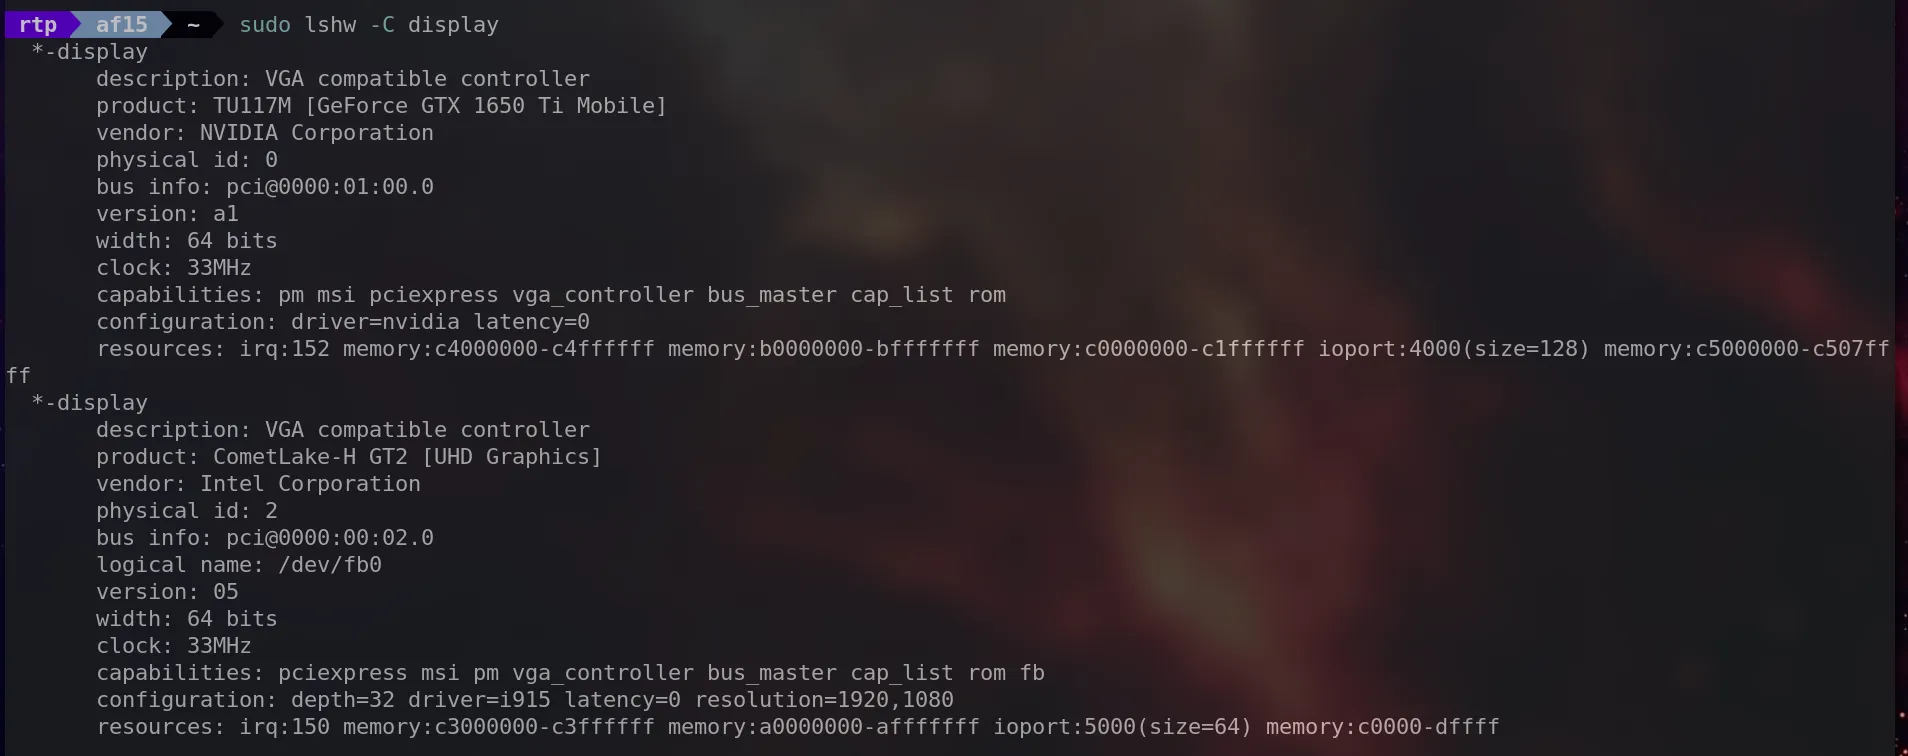 rtp af15 ~ sudo lshw -C display
*-display
description: VGA compatible controller
product: TU117M [GeForce GTX 1650 Ti Mobile]
vendor: NVIDIA Corporation
physical id: 0
bus info: pci@0000:01:00.0
version: a1
width: 64 bits
clock: 33MHz
capabilities: pm msi pciexpress vga_controller bus_master cap_list rom
configuration: driver=nvidia latency=0
resources: irq:152 memory:c4000000-c4ffffff memory:b0000000-bfffffff memory:c0000000-c1ffffff ioport:4000(size=128) memory:c5000000-c507ff
ff
*-display
description: VGA compatible controller
product: CometLake-H GT2 [UHD Graphics]
vendor: Intel Corporation
physical id: 2
bus info: pci@0000:00:02.0
logical name: /dev/fb0
version: 05
width: 64 bits
clock: 33MHz
capabilities: pciexpress msi pm vga_controller bus_master cap_list rom fb
configuration: depth=32 driver=i915 latency=0 resolution=1920,1080
resources: irq:150 memory:c3000000-c3ffffff memory:a0000000-afffffff ioport:5000(size=64) memory:c0000-dffff